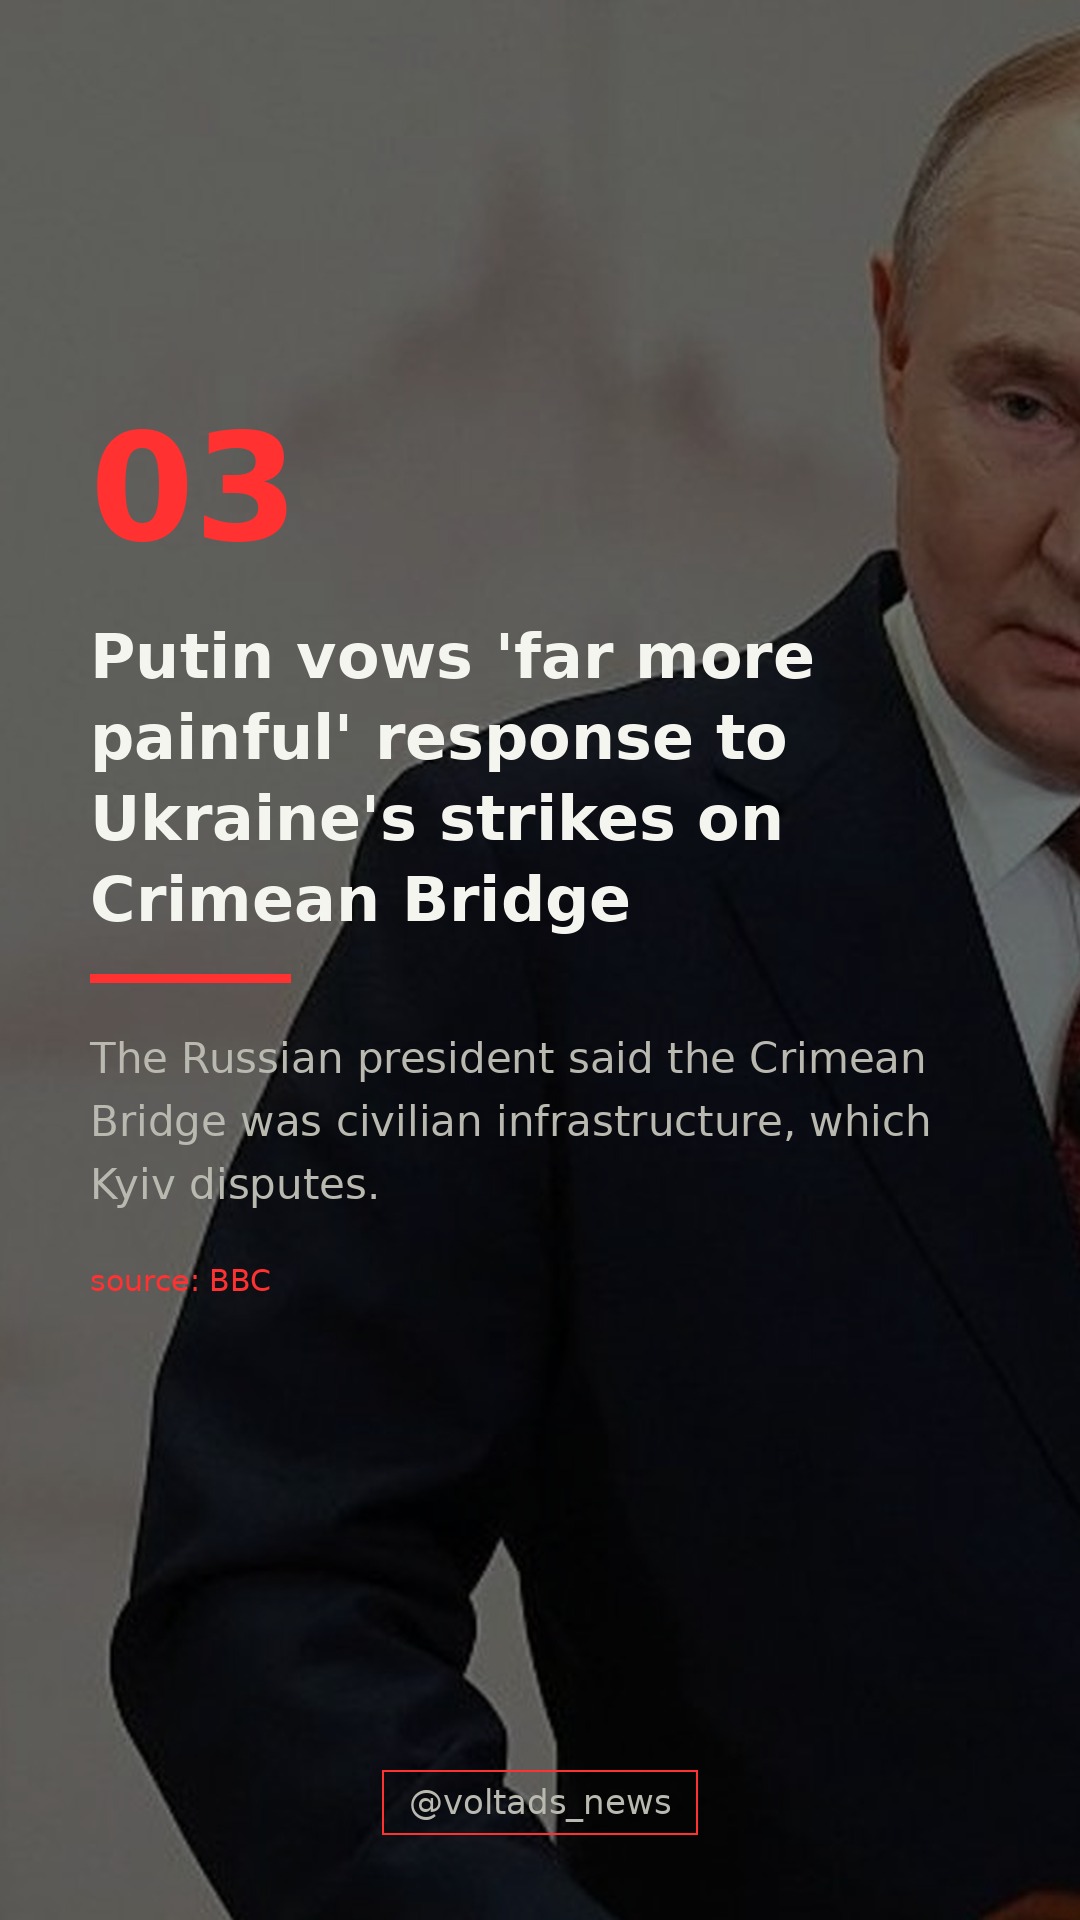 03
Putin vows 'far more
painful' response to
Ukraine's strikes on
Crimean Bridge
The Russian president said the Crimean
Bridge was civilian infrastructure, which
Kyiv disputes.
source: BBC
@voltads_news